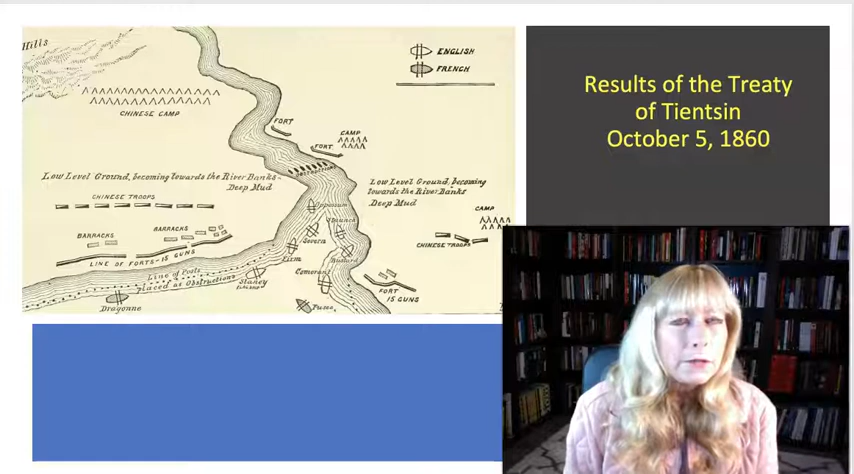 Hills
ENGLISH
FRENCH
CHINESE CAMP
FORT
CAMP
FORT
Low Level Ground, becoming towards the River Banks-
Deep Mud
Low Level Ground, becoming
towards the River Banks
Deep Mud
CHINESE TROOPS
CAMP
Opossum
BARRACKS
BARRACKS
CHINESE TROOPS
LINE OF FORTS-15 GUNS
Line of Posts
Placed as Obstructions
FORT
15 GUNS
Dragonne
Results of the Treaty
of Tientsin
October 5, 1860